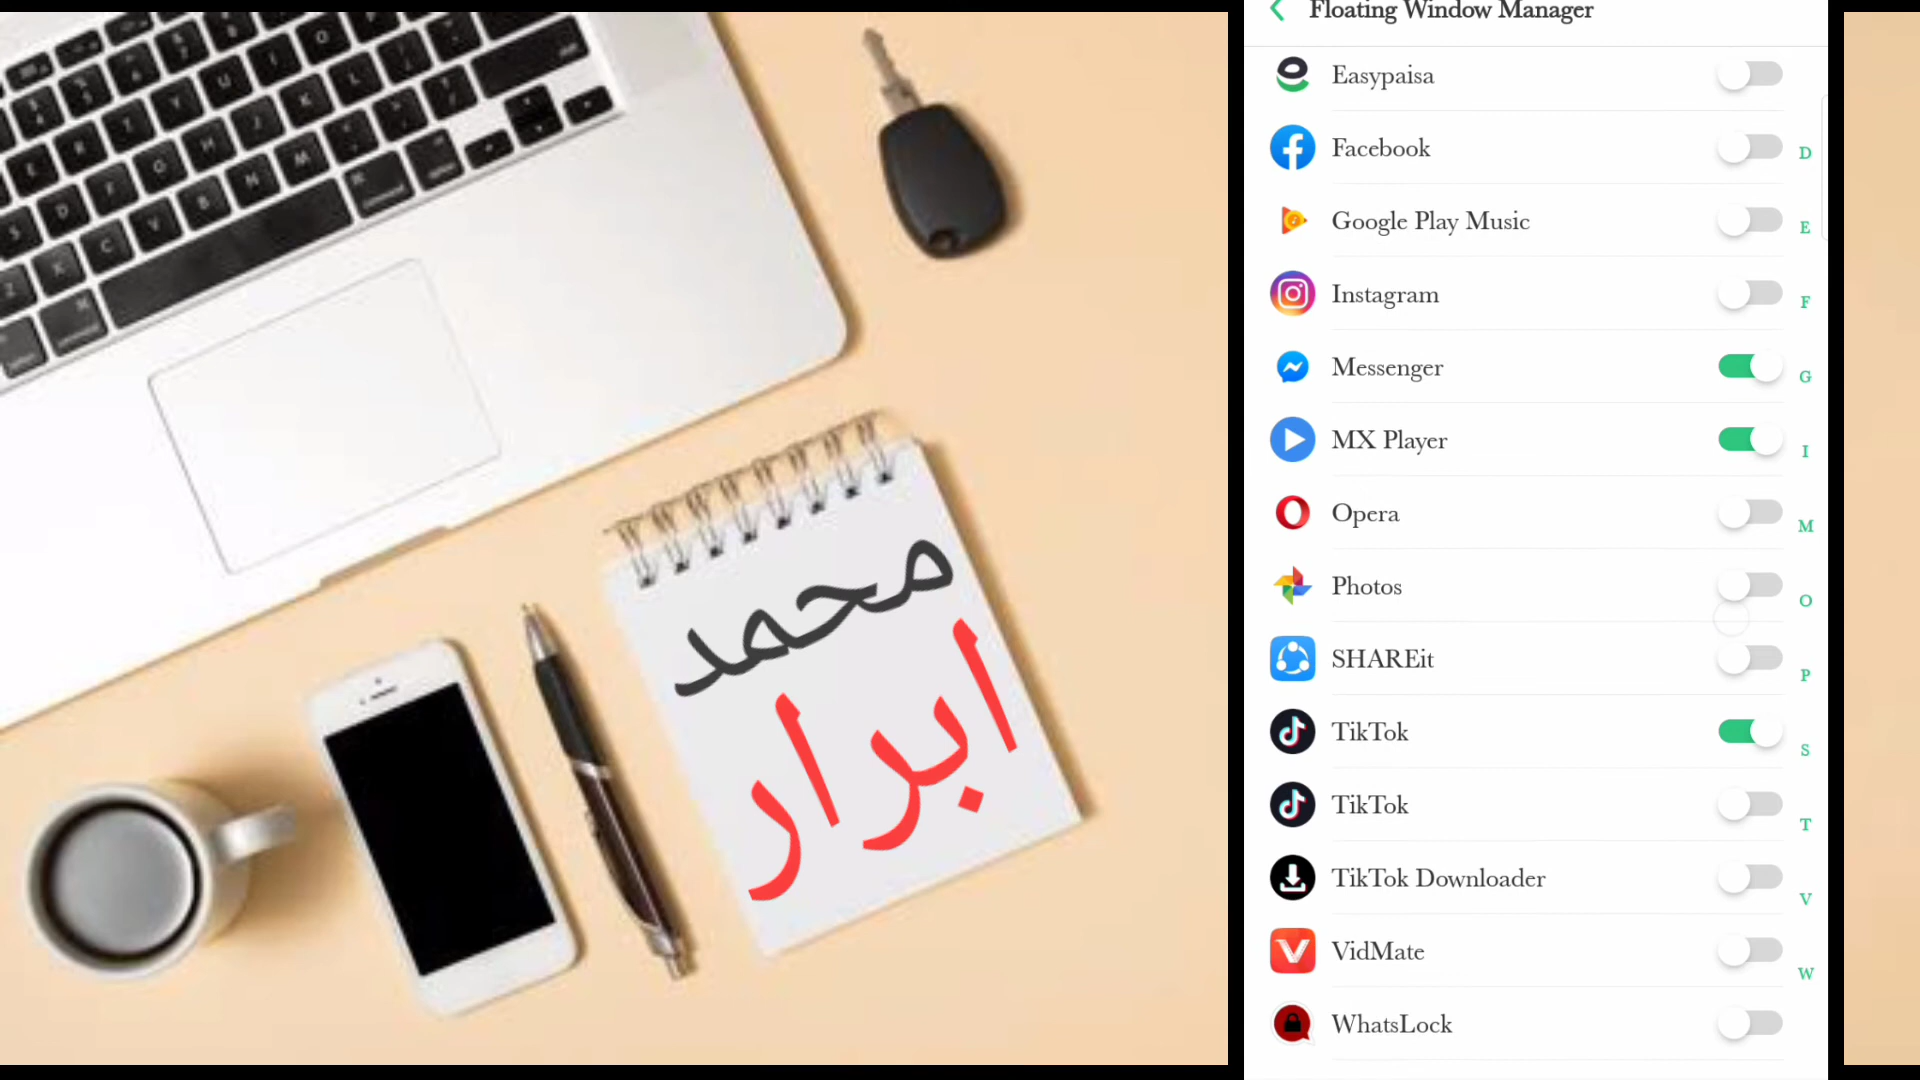 محمد
ابرار
Floating Window Manager
Easypaisa
Facebook
Google Play Music
Instagram
Messenger
MX Player
Opera
Photos
SHAREit
TikTok
TikTok
TikTok Downloader
VidMate
WhatsLock
D
E
F
G
I
M
O
P
S
T
V
W